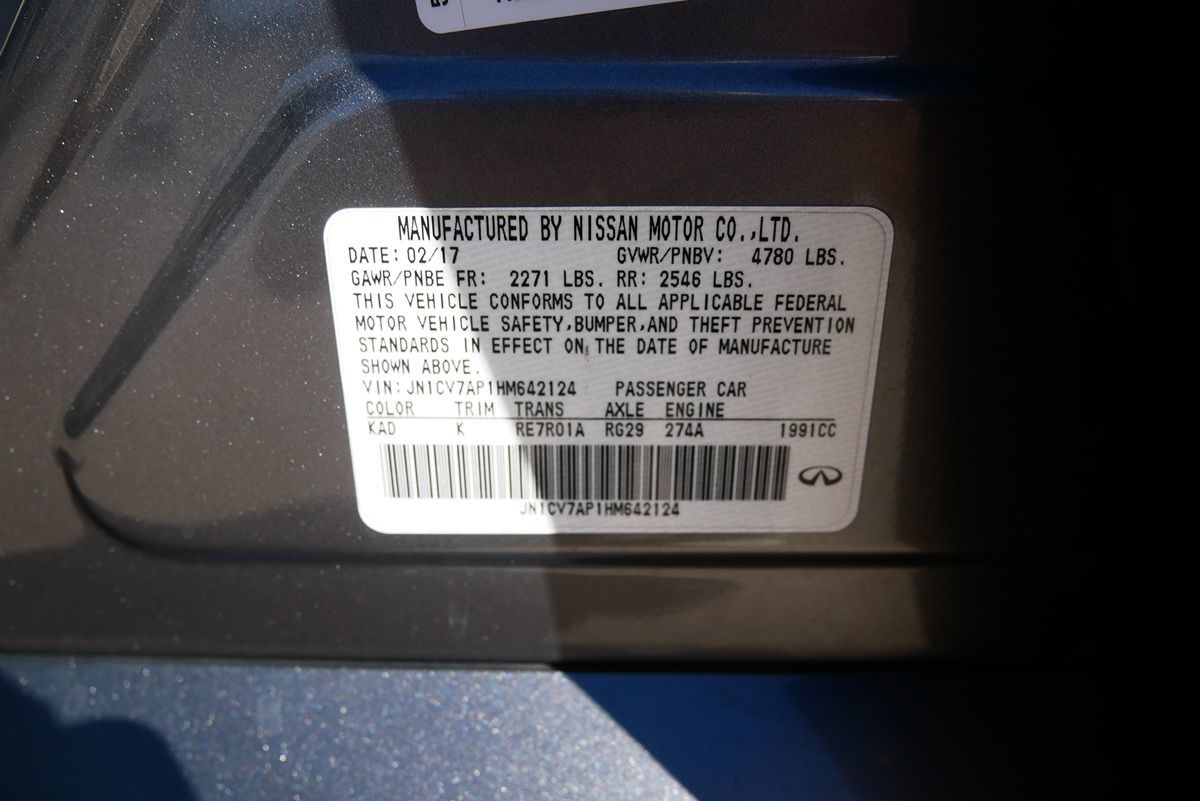 MANUFACTURED BY NISSAN MOTOR CO.,LTD.
DATE: 02/17 GVWR/PNBV: 4780 LBS.
GAWR/PNBE FR: 2271 LBS. RR: 2546 LBS.
THIS VEHICLE CONFORMS TO ALL APPLICABLE FEDERAL
MOTOR VEHICLE SAFETY,BUMPER,AND THEFT PREVENTION
STANDARDS IN EFFECT ON THE DATE OF MANUFACTURE
SHOWN ABOVE.
VIN: JN1CV7AP1HM642124 PASSENGER CAR
COLOR TRIM TRANS AXLE ENGINE
KAD K RE7R01A RG29 274A 1991CC
JN1CV7AP1HM642124